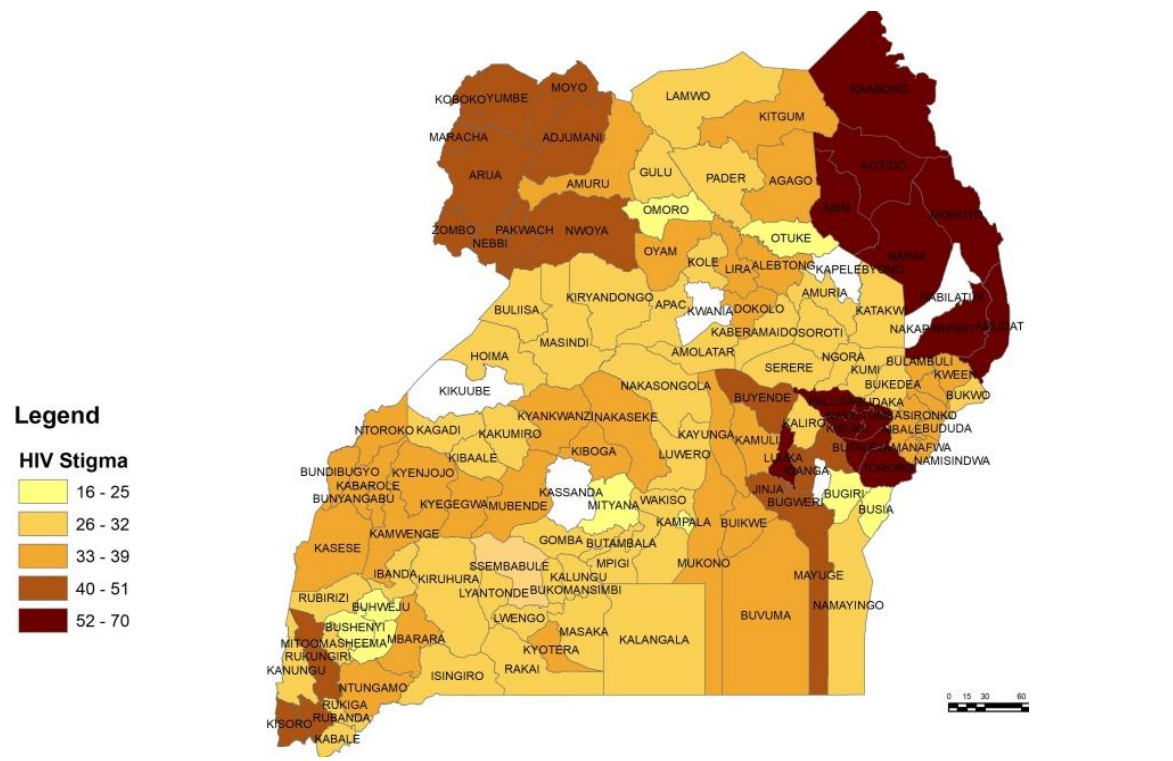 KAABONG
MOYO
KOBOKO YUMBE
LAMWO
KITGUM
MARACHA
ADJUMANI
KOTIDO
ARUA
GULU
PADER
AGAGO
AMURU
ABIM
OMORO
MOROTO
ZOMBO
PAKWACH
NWOYA
NEBBI
OTUKE
OYAM
NAPAK
KOLE
LIRA
ALEBTONG
KAPELEBYONG
KIRYANDONGO
APAC
AMURIA
NABILATUK
BULIISA
KWANIA
DOKOLO
KATAKWI
KABERAMAIDO
SOROTI
AMUDAT
MASINDI
HOIMA
AMOLATAR
NGORA
BULAMBULI
SERERE
KUMI
KWEEN
BUKEDEA
NAKASONGOLA
BUKWO
KIKUUBE
BUYENDE
Legend
KYANKWANZI
NAKASEKE
KALIRO
BUDUDA
NTOROKO
KAGADI
KAKUMIRO
KAYUNGA
KAMULI
HIV Stigma
KIBAALE
KIBOGA
LUWERO
NAMISINDWA
BUNDIBUGYO
KYENJOJO
TORORO
16 - 25
KABAROLE
KASSANDA
JINJA
BUNYANGABU
KYEGEGWA
MUBENDE
MITYANA
WAKISO
BUGWERI
BUGIRI
BUSIA
26 - 32
KAMPALA
BUIKWE
KAMWENGE
GOMBA
BUTAMBALA
KASESE
33 - 39
SSEMBABULE
MPIGI
MUKONO
IBANDA
KIRUHURA
KALUNGU
MAYUGE
40 - 51
LYANTONDE
BUKOMANSIMBI
RUBIRIZI
BUHWEJU
NAMAYINGO
52 - 70
BUSHENYI
LWENGO
BUVUMA
MITOOMA
SHEEMA
MBARARA
MASAKA
KALANGALA
RUKUNGIRI
KYOTERA
KANUNGU
RAKAI
ISINGIRO
NTUNGAMO
RUKIGA
KISORO
RUBANDA
KABALE
0 15 30 60